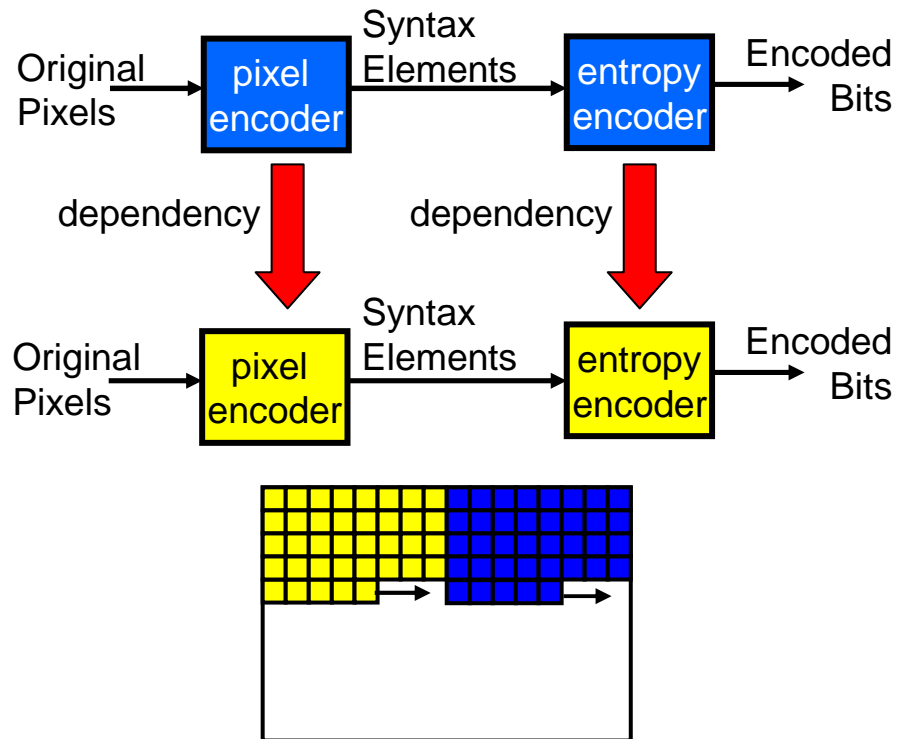 Original
Pixels
pixel
encoder
Syntax
Elements
entropy
encoder
Encoded
Bits
dependency
dependency
Original
Pixels
pixel
encoder
Syntax
Elements
entropy
encoder
Encoded
Bits